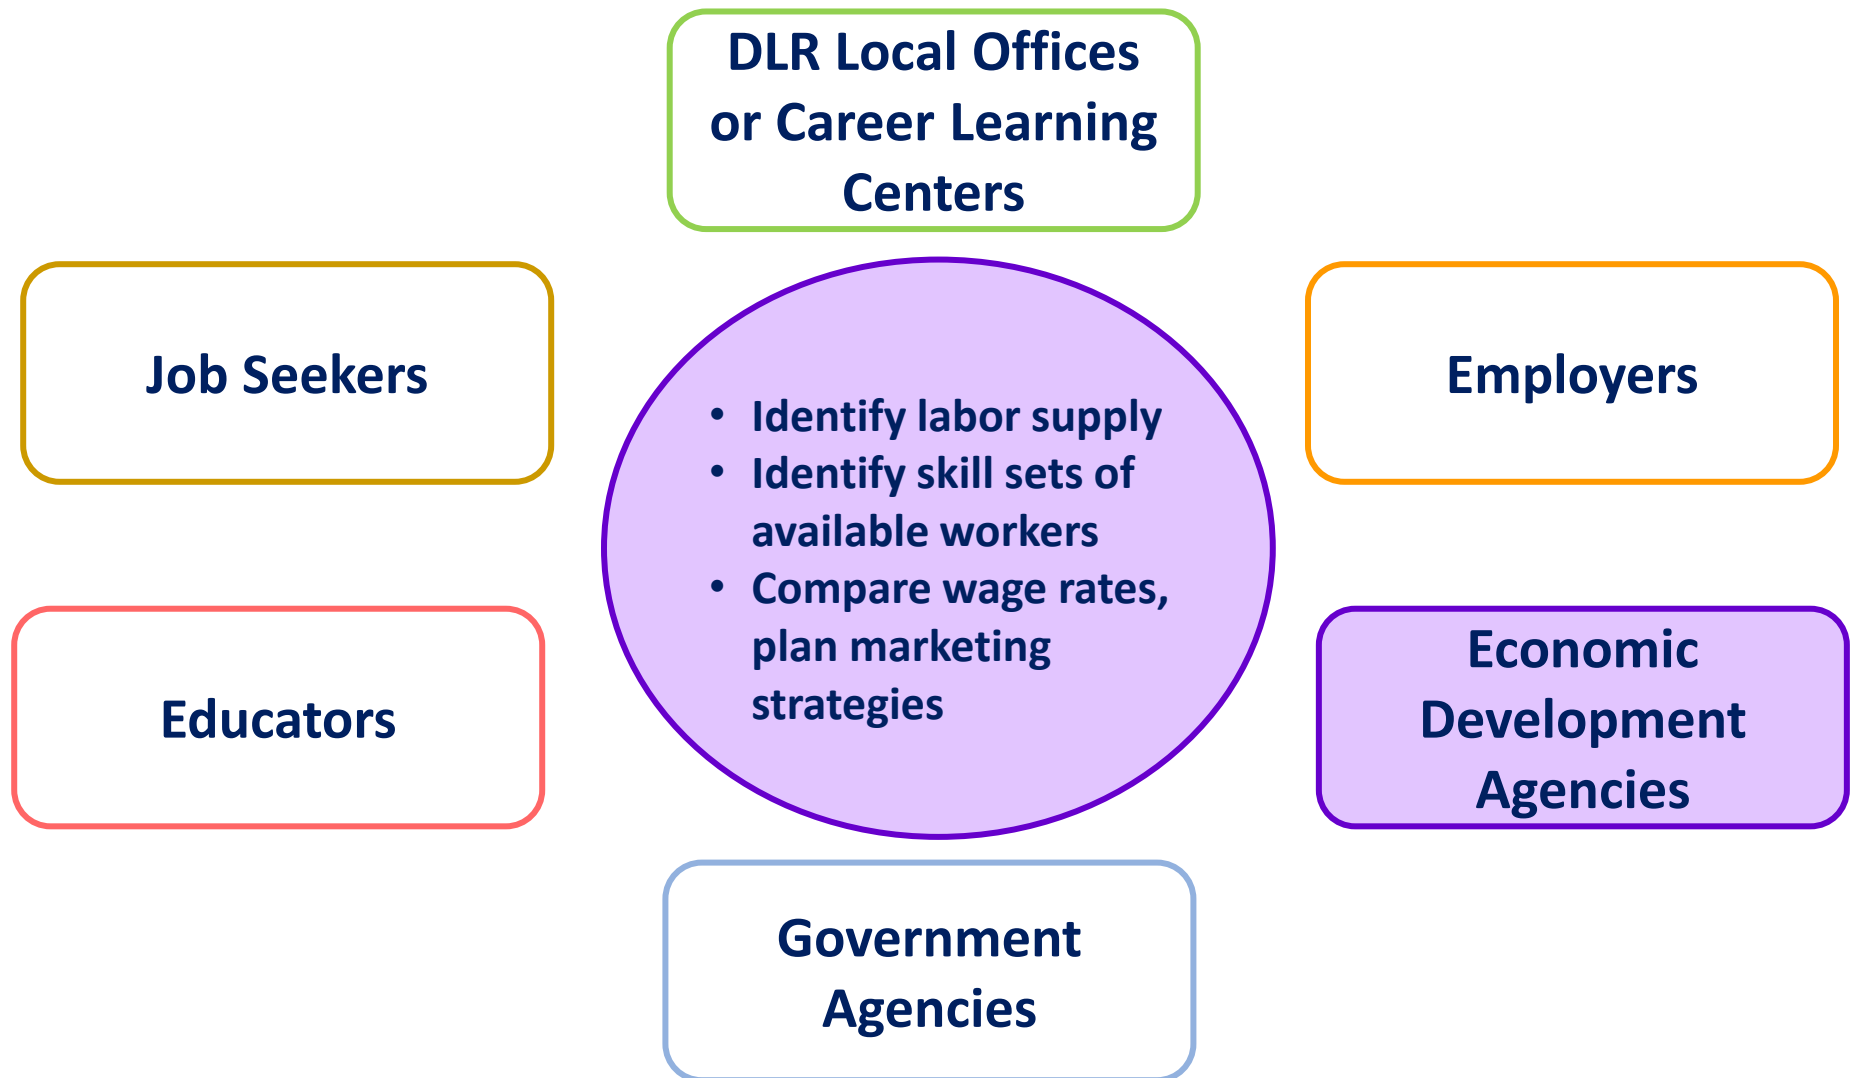 DLR Local Offices
or Career Learning
Centers
Job Seekers
Employers
• Identify labor supply
• Identify skill sets of
available workers
• Compare wage rates,
plan marketing
strategies
Educators
Economic
Development
Agencies
Government
Agencies